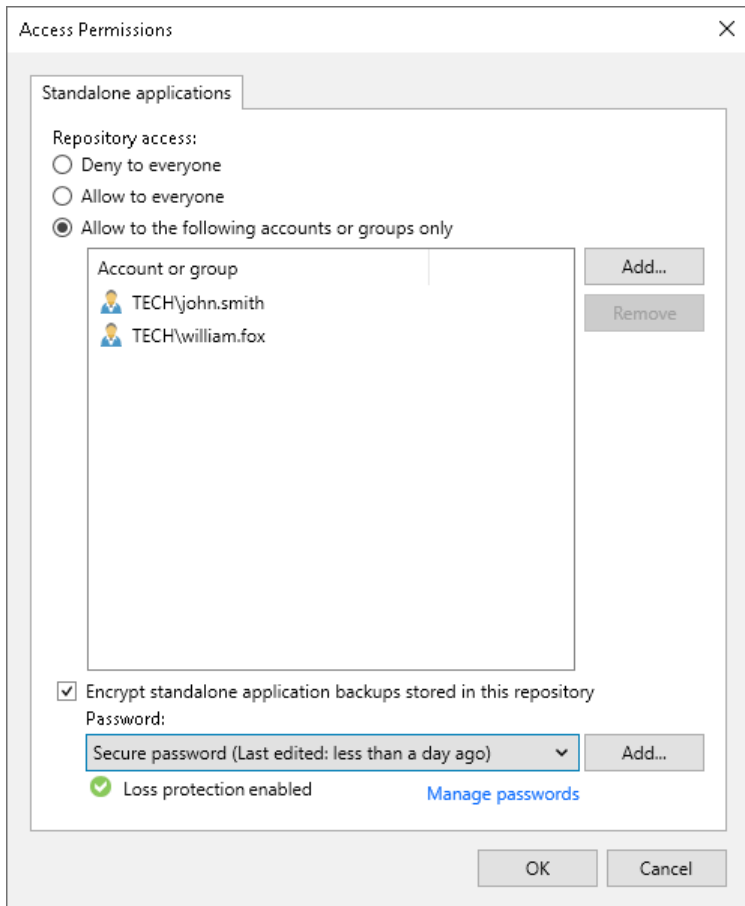 Access Permissions
Standalone applications
Repository access:
Deny to everyone
Allow to everyone
Allow to the following accounts or groups only
Account or group
Add...
TECH\john.smith
Remove
TECH\william.fox
Encrypt standalone application backups stored in this repository
Password:
Secure password (Last edited: less than a day ago)
Add...
Loss protection enabled
Manage passwords
OK
Cancel